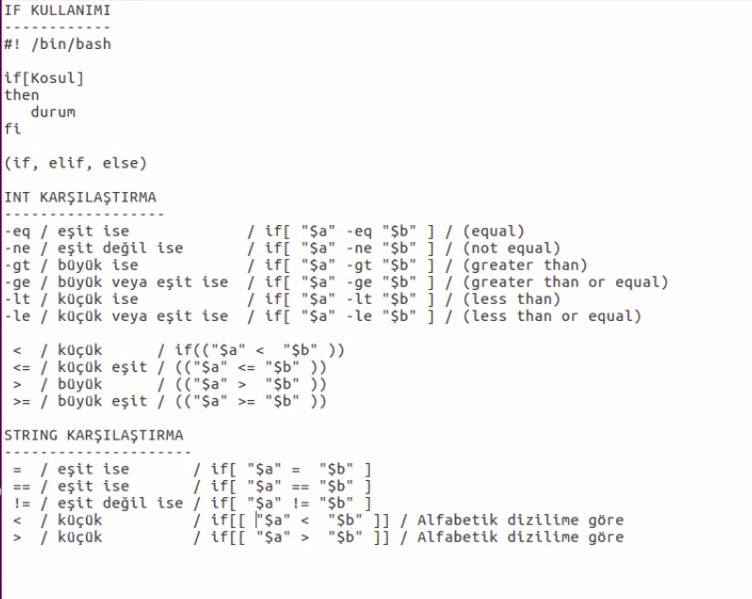 IF KULLANIMI
------------
#! /bin/bash
if[Kosul]
then
   durum
fi
(if, elif, else)
INT KARŞILAŞTIRMA
------------------
-eq / eşit ise             / if[ "$a" -eq "$b" ] / (equal)
-ne / eşit değil ise       / if[ "$a" -ne "$b" ] / (not equal)
-gt / büyük ise            / if[ "$a" -gt "$b" ] / (greater than)
-ge / büyük veya eşit ise  / if[ "$a" -ge "$b" ] / (greater than or equal)
-lt / küçük ise            / if[ "$a" -lt "$b" ] / (less than)
-le / küçük veya eşit ise  / if[ "$a" -le "$b" ] / (less than or equal)
 <  / küçük      / if(("$a" <  "$b" ))
 <= / küçük eşit / (("$a" <= "$b" ))
 >  / büyük      / (("$a" >  "$b" ))
 >= / büyük eşit / (("$a" >= "$b" ))
STRING KARŞILAŞTIRMA
---------------------
 =  / eşit ise       / if[ "$a" =  "$b" ]
 == / eşit ise       / if[ "$a" == "$b" ]
 != / eşit değil ise / if[ "$a" != "$b" ]
 <  / küçük          / if[[ "$a" <  "$b" ]] / Alfabetik dizilime göre
 >  / küçük          / if[[ "$a" >  "$b" ]] / Alfabetik dizilime göre